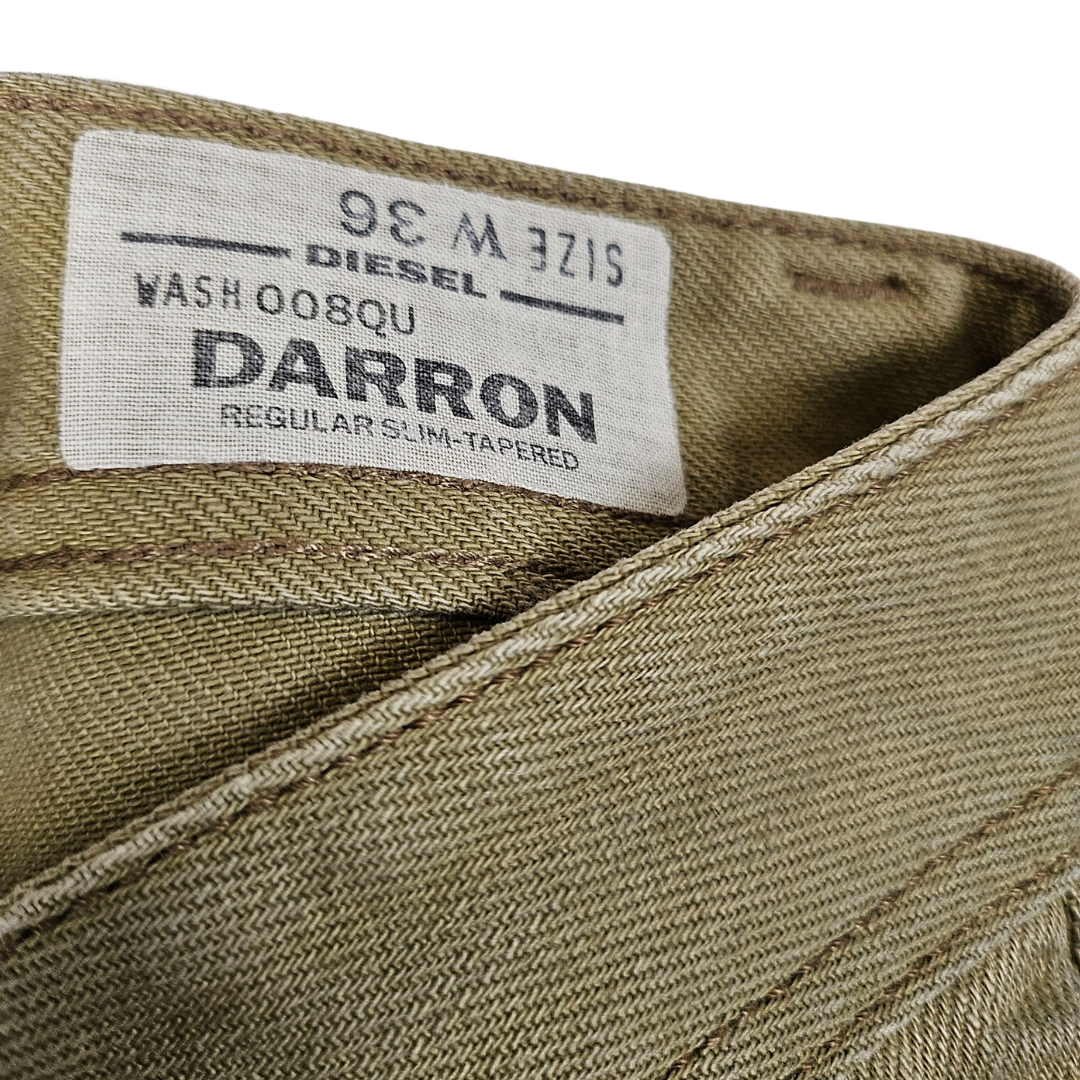 SIZE W 36
DIESEL
WASH 008QU
DARRON
REGULAR SLIM-TAPERED